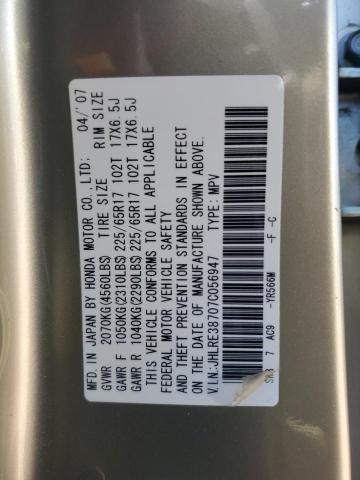 MFD. IN JAPAN BY HONDA MOTOR CO.,LTD; 04/'07
GVWR 2070KG(4560LBS) TIRE SIZE RIM SIZE
GAWR F 1050KG(2310LBS) 225/65R17 102T 17X6.5J
GAWR R 1040KG(2290LBS) 225/65R17 102T 17X6.5J
THIS VEHICLE CONFORMS TO ALL APPLICABLE
FEDERAL MOTOR VEHICLE SAFETY
AND THEFT PREVENTION STANDARDS IN EFFECT
ON THE DATE OF MANUFACTURE SHOWN ABOVE.
V.I.N:JHLRE38707C056947 TYPE: MPV
7 AC9 -YR566M -F -C